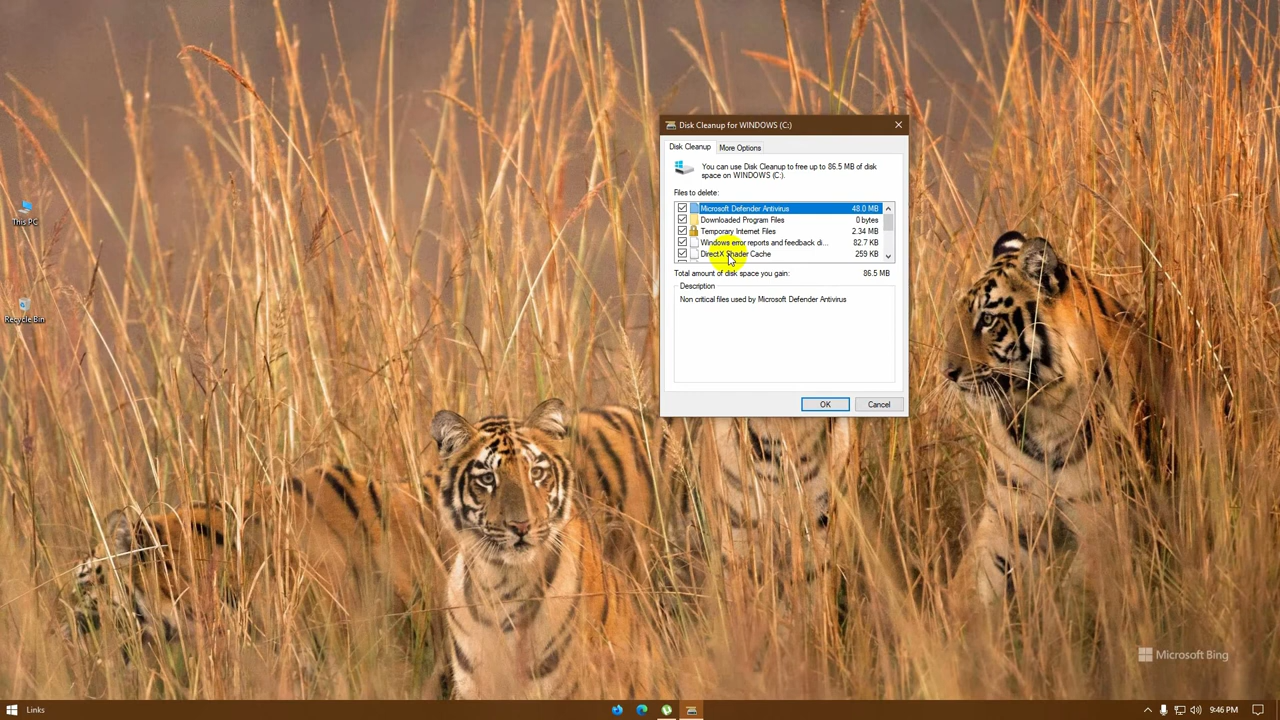 Disk Cleanup for WINDOWS (C:)
Disk Cleanup
More Options
You can use Disk Cleanup to free up to 86.5 MB of disk
space on WINDOWS (C:).
Files to delete:
Microsoft Defender Antivirus 48.0 MB
Downloaded Program Files 0 bytes
Temporary Internet Files 2.34 MB
Windows error reports and feedback di... 82.7 KB
DirectX Shader Cache 259 KB
Total amount of disk space you gain: 86.5 MB
Description
Non critical files used by Microsoft Defender Antivirus
OK Cancel
This PC
Recycle Bin
Microsoft Bing
Links
9:46 PM